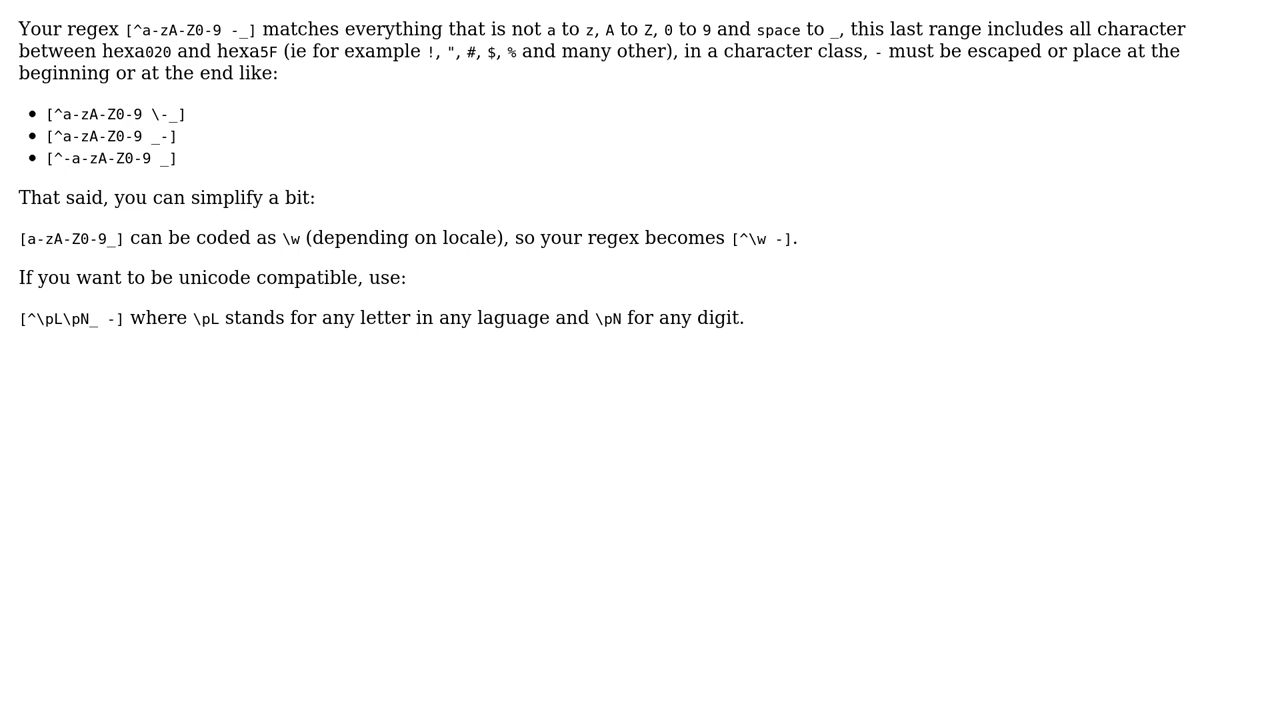 Your regex [^a-zA-Z0-9 -_] matches everything that is not a to z, A to Z, 0 to 9 and space to _, this last range includes all character
between hexa020 and hexa5F (ie for example !, ", #, $, % and many other), in a character class, - must be escaped or place at the
beginning or at the end like:
• [^a-zA-Z0-9 \-_]
• [^a-zA-Z0-9 _-]
• [^-a-zA-Z0-9 _]
That said, you can simplify a bit:
[a-zA-Z0-9_] can be coded as \w (depending on locale), so your regex becomes [^\w -].
If you want to be unicode compatible, use:
[^\pL\pN_ -] where \pL stands for any letter in any laguage and \pN for any digit.